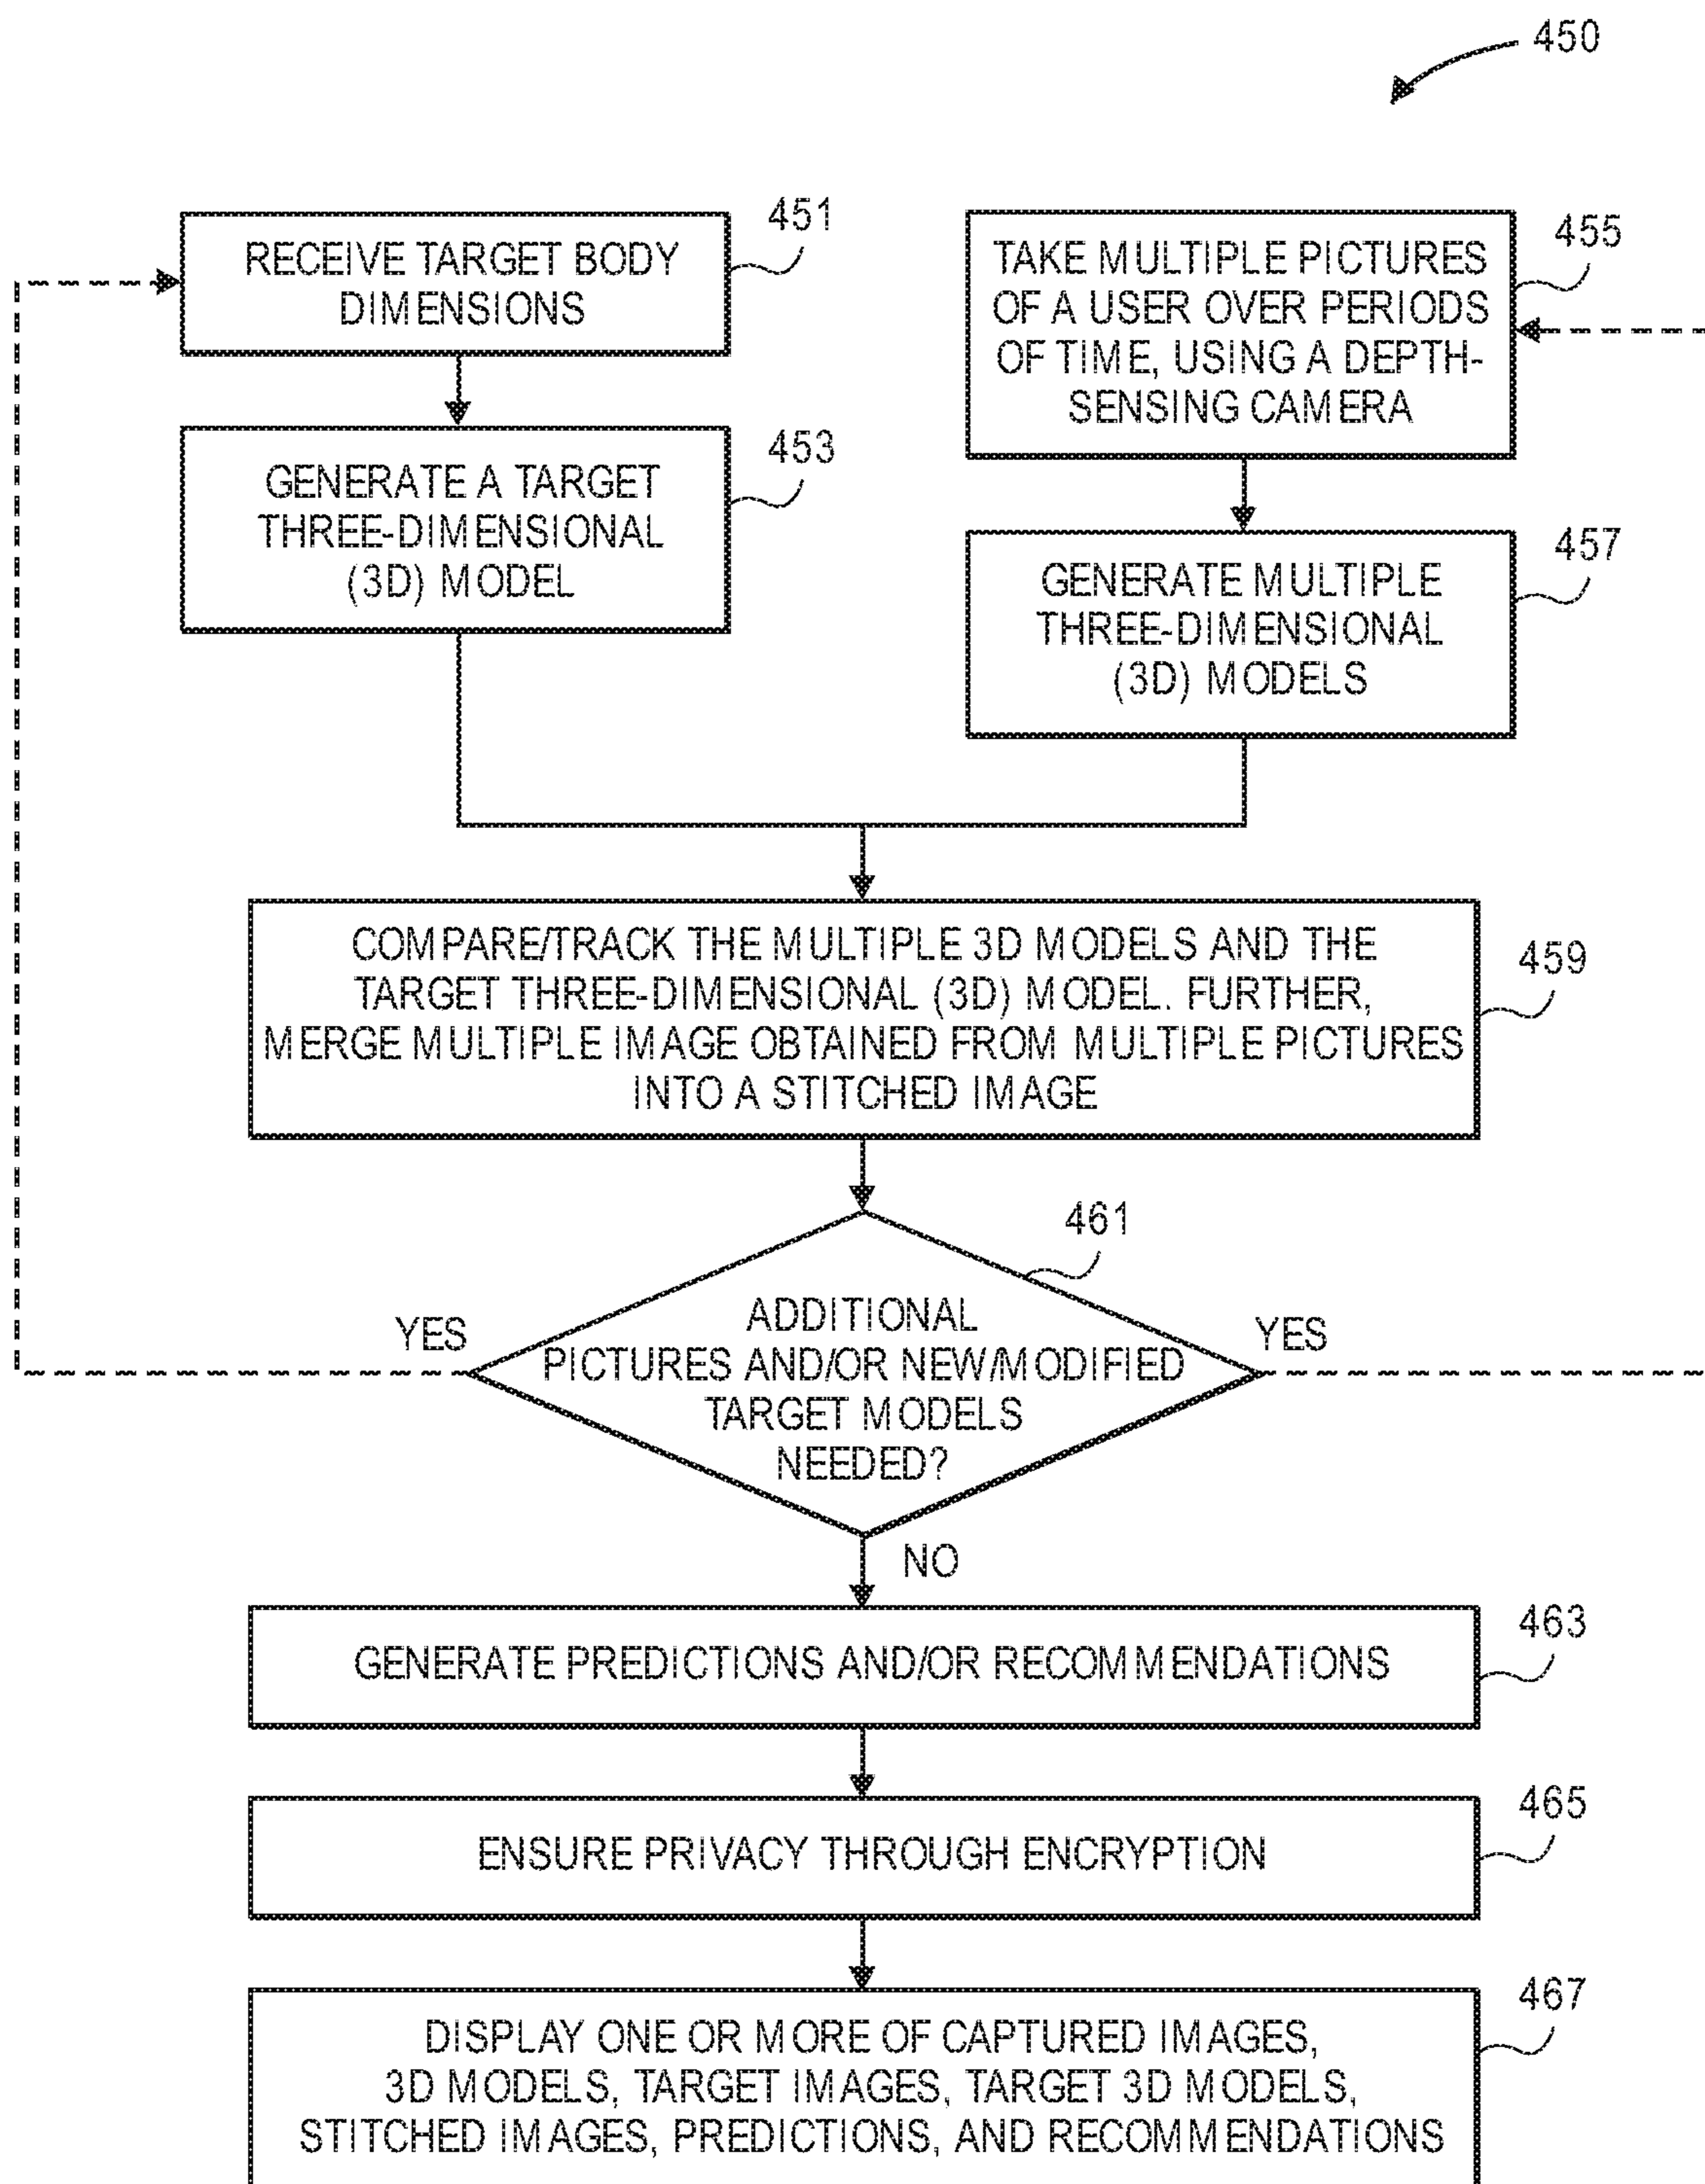 450
451
RECEIVE TARGET BODY
DIMENSIONS
453
GENERATE A TARGET
THREE-DIMENSIONAL
(3D) MODEL
455
TAKE MULTIPLE PICTURES
OF A USER OVER PERIODS
OF TIME, USING A DEPTH-
SENSING CAMERA
457
GENERATE MULTIPLE
THREE-DIMENSIONAL
(3D) MODELS
459
COMPARE/TRACK THE MULTIPLE 3D MODELS AND THE
TARGET THREE-DIMENSIONAL (3D) MODEL. FURTHER,
MERGE MULTIPLE IMAGE OBTAINED FROM MULTIPLE PICTURES
INTO A STITCHED IMAGE
461
YES
ADDITIONAL
PICTURES AND/OR NEW/MODIFIED
TARGET MODELS
NEEDED?
YES
NO
463
GENERATE PREDICTIONS AND/OR RECOMMENDATIONS
465
ENSURE PRIVACY THROUGH ENCRYPTION
467
DISPLAY ONE OR MORE OF CAPTURED IMAGES,
3D MODELS, TARGET IMAGES, TARGET 3D MODELS,
STITCHED IMAGES, PREDICTIONS, AND RECOMMENDATIONS